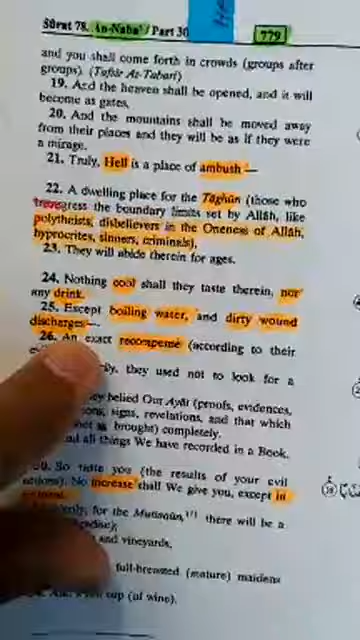 Sûrat 78. An-Naba' / Part 30 779
and you shall come forth in crowds (groups after
groups). (Tafsir At-Tabari)
19. And the heaven shall be opened, and it will
become as gates,
20. And the mountains shall be moved away
from their places and they will be as if they were
a mirage.
21. Truly, Hell is a place of ambush —
22. A dwelling place for the Tâghûn (those who
transgress the boundary limits set by Allâh, like
polytheists, disbelievers in the Oneness of Allâh,
hyprocrites, sinners, criminals),
23. They will abide therein for ages.
24. Nothing cool shall they taste therein, nor
any drink.
25. Except boiling water, and dirty wound
discharges—
26. An exact recompense (according to their
they used not to look for a
belied Our Ayât (proofs, evidences,
signs, revelations, and that which
brought) completely.
all things We have recorded in a Book.
30. So taste you (the results of your evil
actions). No increase shall We give you, except in
for the Muttaqûn, [1] there will be a
and vineyards,
full-breasted (mature) maidens
cup (of wine).